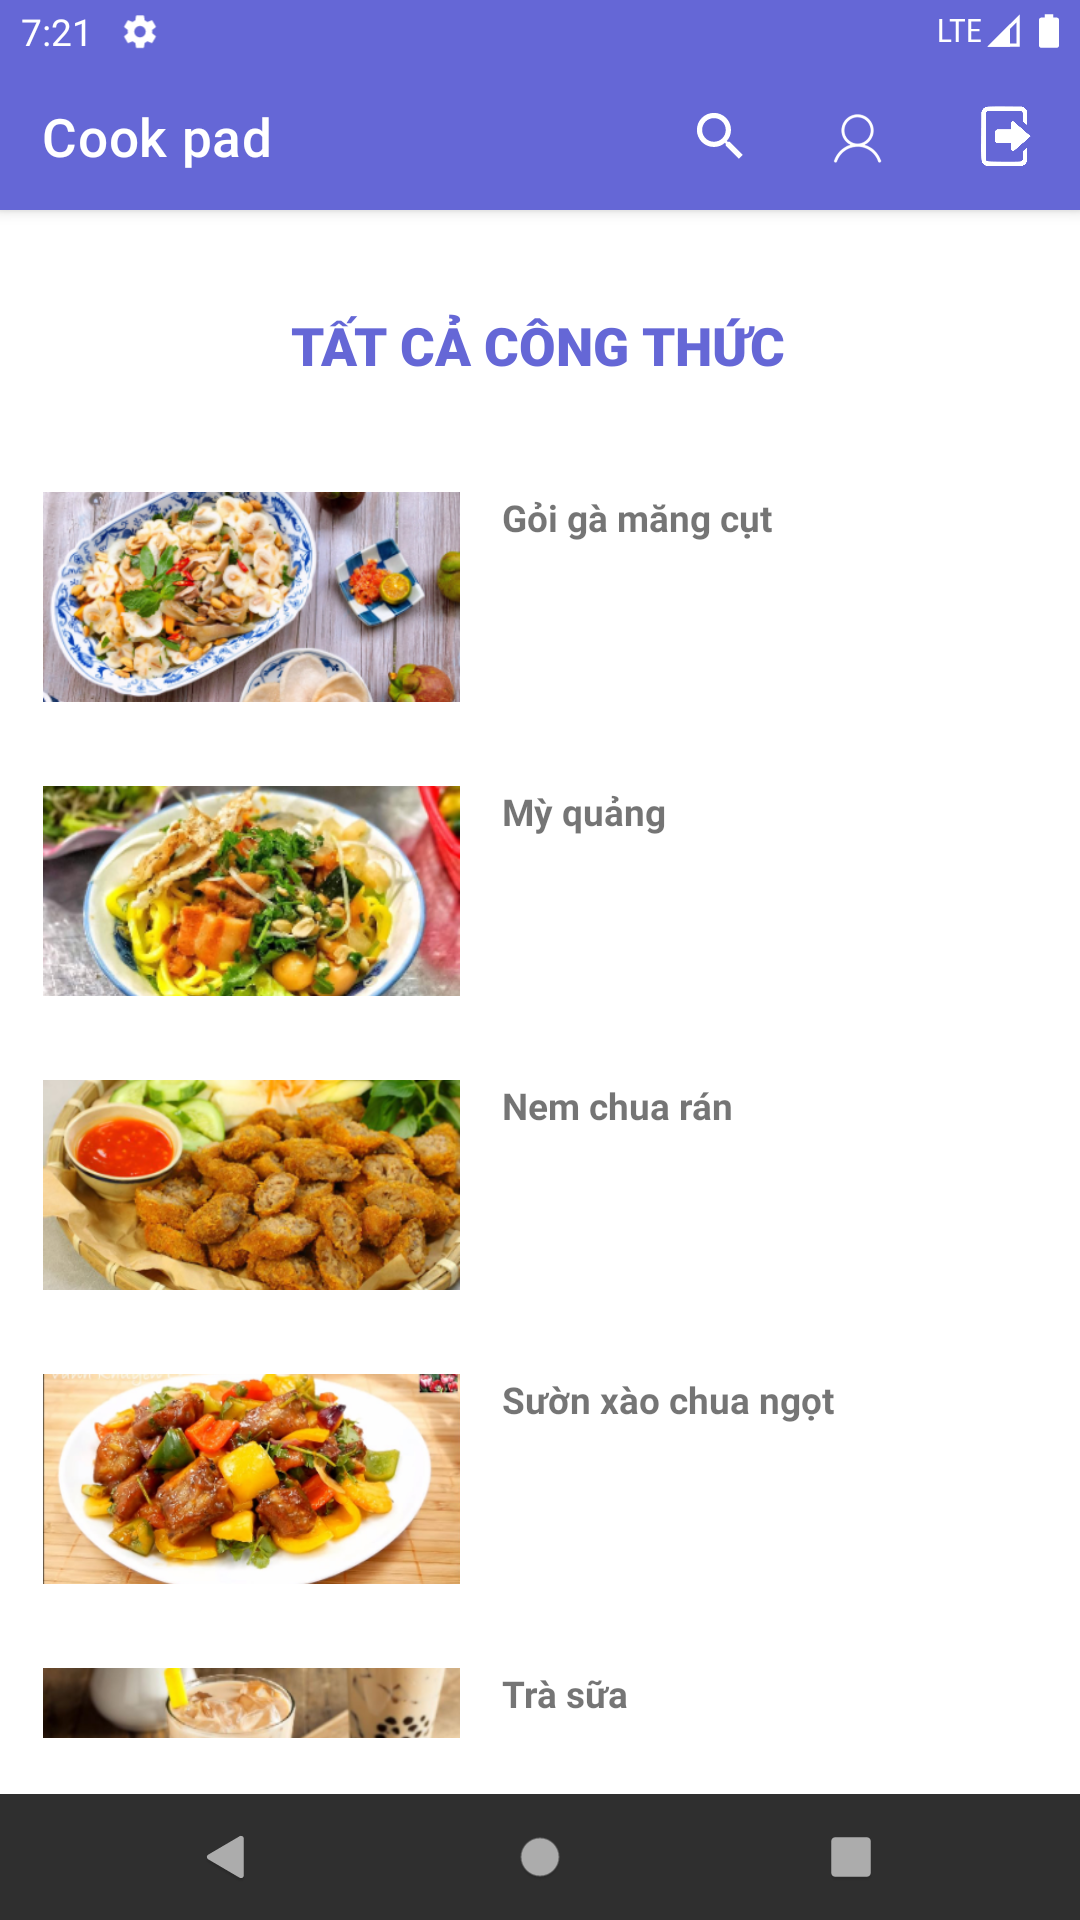 7:21
LTE
Cook pad
TẤT CẢ CÔNG THỨC
Gỏi gà măng cụt
Mỳ quảng
Nem chua rán
Sườn xào chua ngọt
Trà sữa